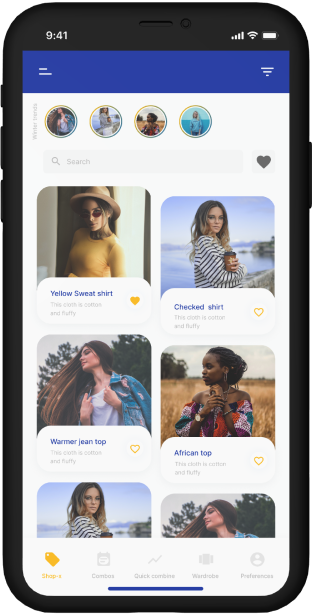 9:41
Winter trends
Search
Yellow Sweat shirt
This cloth is cotton
and fluffy
Checked shirt
This cloth is cotton
and fluffy
Warmer jean top
This cloth is cotton
and fluffy
African top
This cloth is cotton
and fluffy
Shop-x
Combos
Quick combine
Wardrobe
Preferences